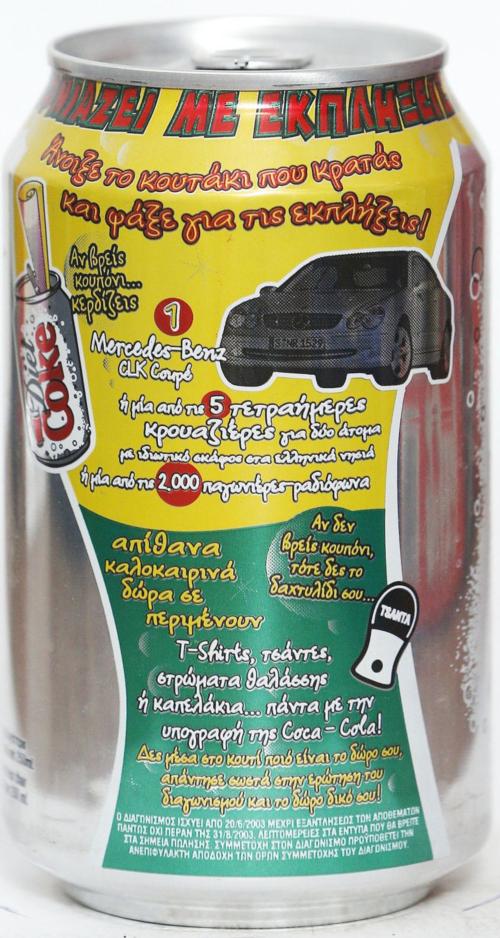 ΜΕ ΕΚΠΛΗΞΕΙ
Άνοιξε το κουτάκι που κρατάς
και ψάξε για τις εκπλήξεις!
Αν βρεις
κουπόνι...
κερδίζεις
1
Mercedes-Benz
CLK Coupé
S:NR 1529
Diet
Coke
ή μία από τις 5 τετραήμερες
κρουαζιέρες για δύο άτομα
με ιδιωτικό σκάφος στα ελληνικά νησιά
ή μία από τις 2.000 παγωνιέρες-ραδιόφωνα
απίθανα
καλοκαιρινά
δώρα σε
περιμένουν
Αν δεν
βρεις κουπόνι,
τότε δες το
δαχτυλίδι σου...
ΤΣΑΝΤΑ
T-Shirts, τσάντες,
στρώματα θαλάσσης
ή καπελάκια... πάντα με την
υπογραφή της Coca-Cola!
Δες μέσα στο κουτί ποιό είναι το δώρο σου,
απάντησε σωστά στην ερώτηση του
διαγωνισμού και το δώρο δικό σου!
Ο ΔΙΑΓΩΝΙΣΜΟΣ ΙΣΧΥΕΙ ΑΠΟ 20/6/2003 ΜΕΧΡΙ ΕΞΑΝΤΛΗΣΕΩΣ ΤΩΝ ΑΠΟΘΕΜΑΤΩΝ
ΠΑΝΤΩΣ ΟΧΙ ΠΕΡΑΝ ΤΗΣ 31/8/2003. ΛΕΠΤΟΜΕΡΕΙΕΣ ΣΤΑ ΕΝΤΥΠΑ ΠΟΥ ΘΑ ΒΡΕΙΤΕ
ΣΤΑ ΣΗΜΕΙΑ ΠΩΛΗΣΗΣ. ΣΥΜΜΕΤΟΧΗ ΣΤΟΝ ΔΙΑΓΩΝΙΣΜΟ ΠΡΟΫΠΟΘΕΤΕΙ ΤΗΝ
ΑΝΕΠΙΦΥΛΑΚΤΗ ΑΠΟΔΟΧΗ ΤΩΝ ΟΡΩΝ ΣΥΜΜΕΤΟΧΗΣ ΤΟΥ ΔΙΑΓΩΝΙΣΜΟΥ.